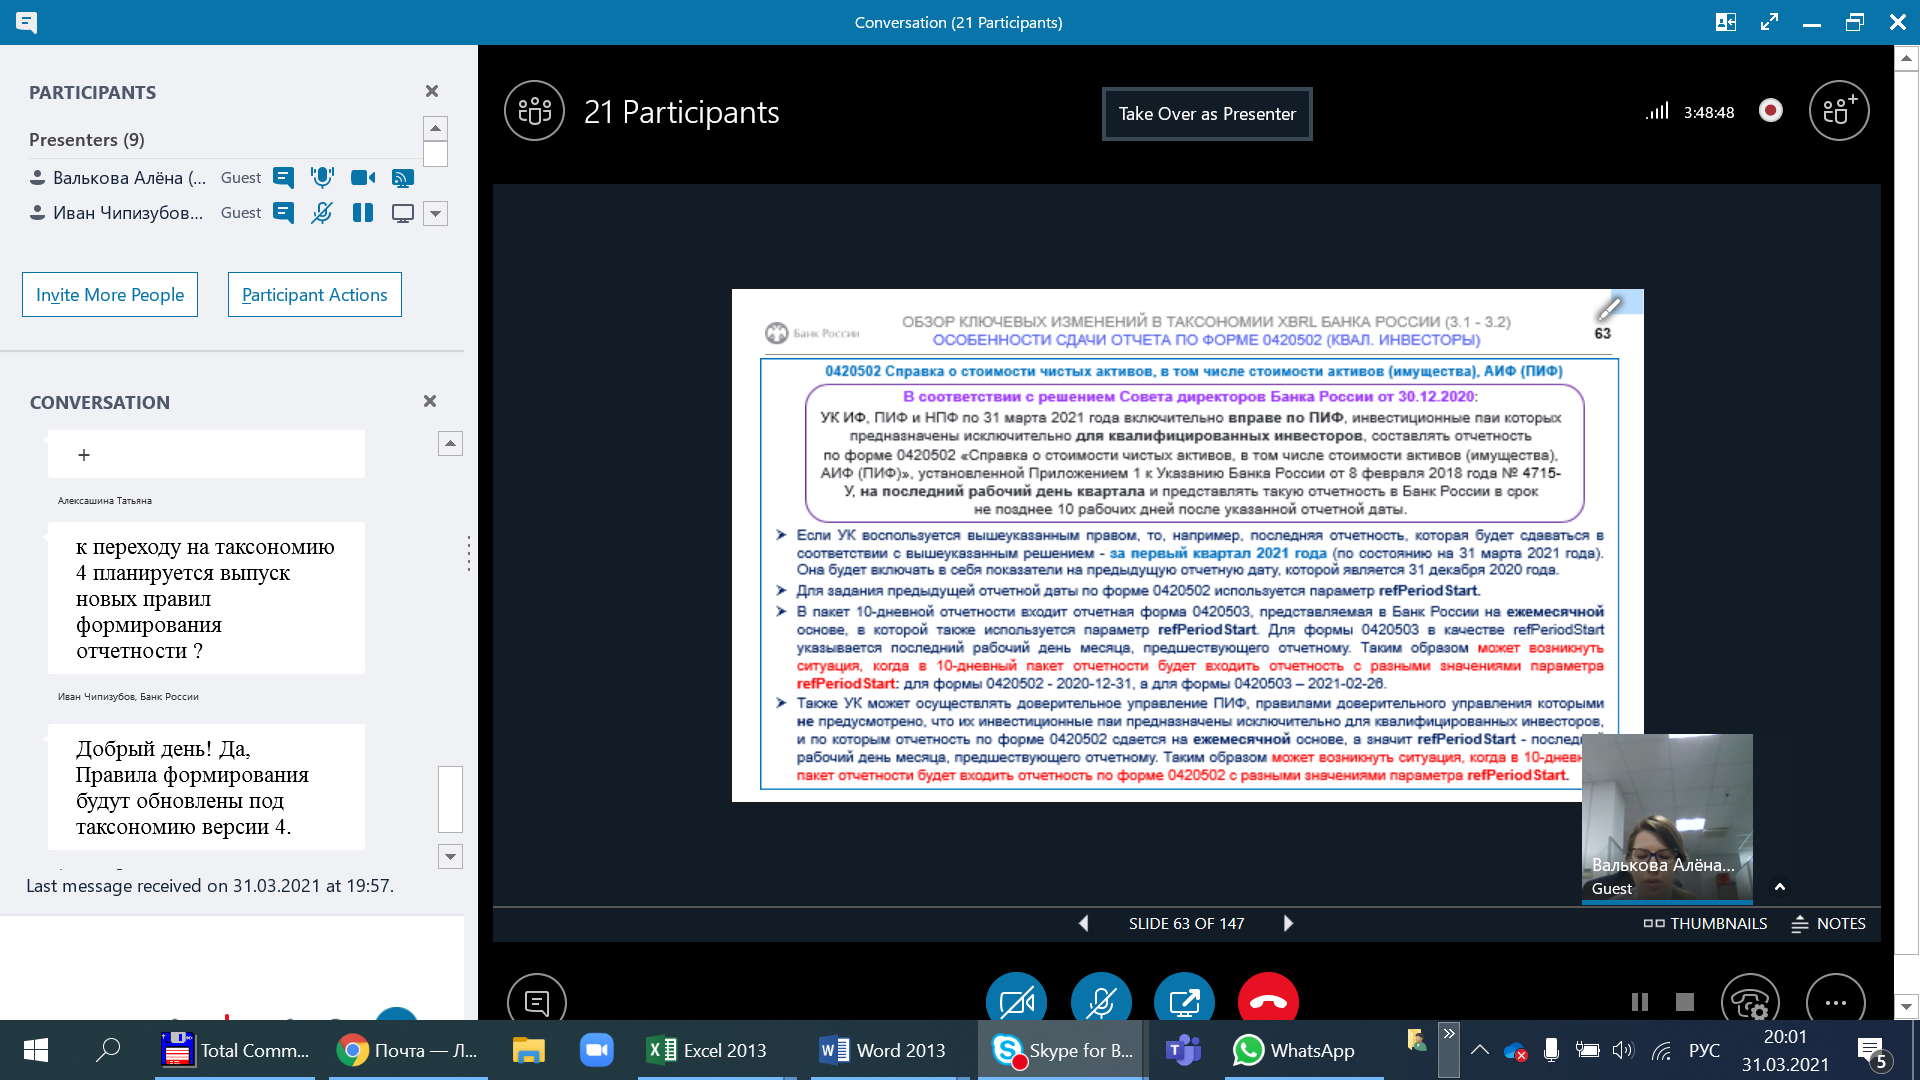 Conversation (21 Participants)
PARTICIPANTS
Presenters (9)
Валькова Алёна (... Guest
Иван Чипизубов... Guest
Invite More People
Participant Actions
CONVERSATION
+
Алексашина Татьяна
к переходу на таксономию
4 планируется выпуск
новых правил
формирования
отчетности ?
Иван Чипизубов, Банк России
Добрый день! Да,
Правила формирования
будут обновлены под
таксономию версии 4.
Last message received on 31.03.2021 at 19:57.
21 Participants
Take Over as Presenter
3:48:48
Банк России
ОБЗОР КЛЮЧЕВЫХ ИЗМЕНЕНИЙ В ТАКСОНОМИИ XBRL БАНКА РОССИИ (3.1 - 3.2)
ОСОБЕННОСТИ СДАЧИ ОТЧЕТА ПО ФОРМЕ 0420502 (КВАЛ. ИНВЕСТОРЫ)
63
0420502 Справка о стоимости чистых активов, в том числе стоимости активов (имущества), АИФ (ПИФ)
В соответствии с решением Совета директоров Банка России от 30.12.2020:
УК ИФ, ПИФ и НПФ по 31 марта 2021 года включительно вправе по ПИФ, инвестиционные паи которых
предназначены исключительно для квалифицированных инвесторов, составлять отчетность
по форме 0420502 «Справка о стоимости чистых активов, в том числе стоимости активов (имущества),
АИФ (ПИФ)», установленной Приложением 1 к Указанию Банка России от 8 февраля 2018 года № 4715-
У, на последний рабочий день квартала и представлять такую отчетность в Банк России в срок
не позднее 10 рабочих дней после указанной отчетной даты.
➤ Если УК воспользуется вышеуказанным правом, то, например, последняя отчетность, которая будет сдаваться в
соответствии с вышеуказанным решением - за первый квартал 2021 года (по состоянию на 31 марта 2021 года).
Она будет включать в себя показатели на предыдущую отчетную дату, которой является 31 декабря 2020 года.
➤ Для задания предыдущей отчетной даты по форме 0420502 используется параметр refPeriodStart.
➤ В пакет 10-дневной отчетности входит отчетная форма 0420503, представляемая в Банк России на ежемесячной
основе, в которой также используется параметр refPeriodStart. Для формы 0420503 в качестве refPeriodStart
указывается последний рабочий день месяца, предшествующего отчетному. Таким образом может возникнуть
ситуация, когда в 10-дневный пакет отчетности будет входить отчетность с разными значениями параметра
refPeriodStart: для формы 0420502 - 2020-12-31, а для формы 0420503 – 2021-02-26.
➤ Также УК может осуществлять доверительное управление ПИФ, правилами доверительного управления которыми
не предусмотрено, что их инвестиционные паи предназначены исключительно для квалифицированных инвесторов,
и по которым отчетность по форме 0420502 сдается на ежемесячной основе, а значит refPeriodStart - последн
рабочий день месяца, предшествующего отчетному. Таким образом может возникнуть ситуация, когда в 10-дневн
пакет отчетности будет входить отчетность по форме 0420502 с разными значениями параметра refPeriodStart.
Валькова Алёна...
Guest
SLIDE 63 OF 147
THUMBNAILS
NOTES
Total Comm...
Почта — Л...
Excel 2013
Word 2013
Skype for B...
WhatsApp
РУС
20:01
31.03.2021
5